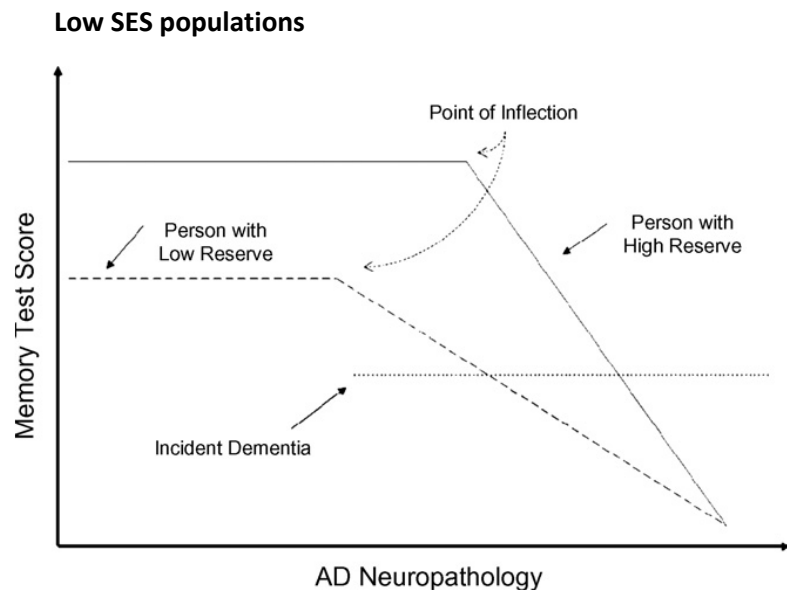 Low SES populations
Point of Inflection
Person with
Low Reserve
Person with
High Reserve
Incident Dementia
Memory Test Score
AD Neuropathology